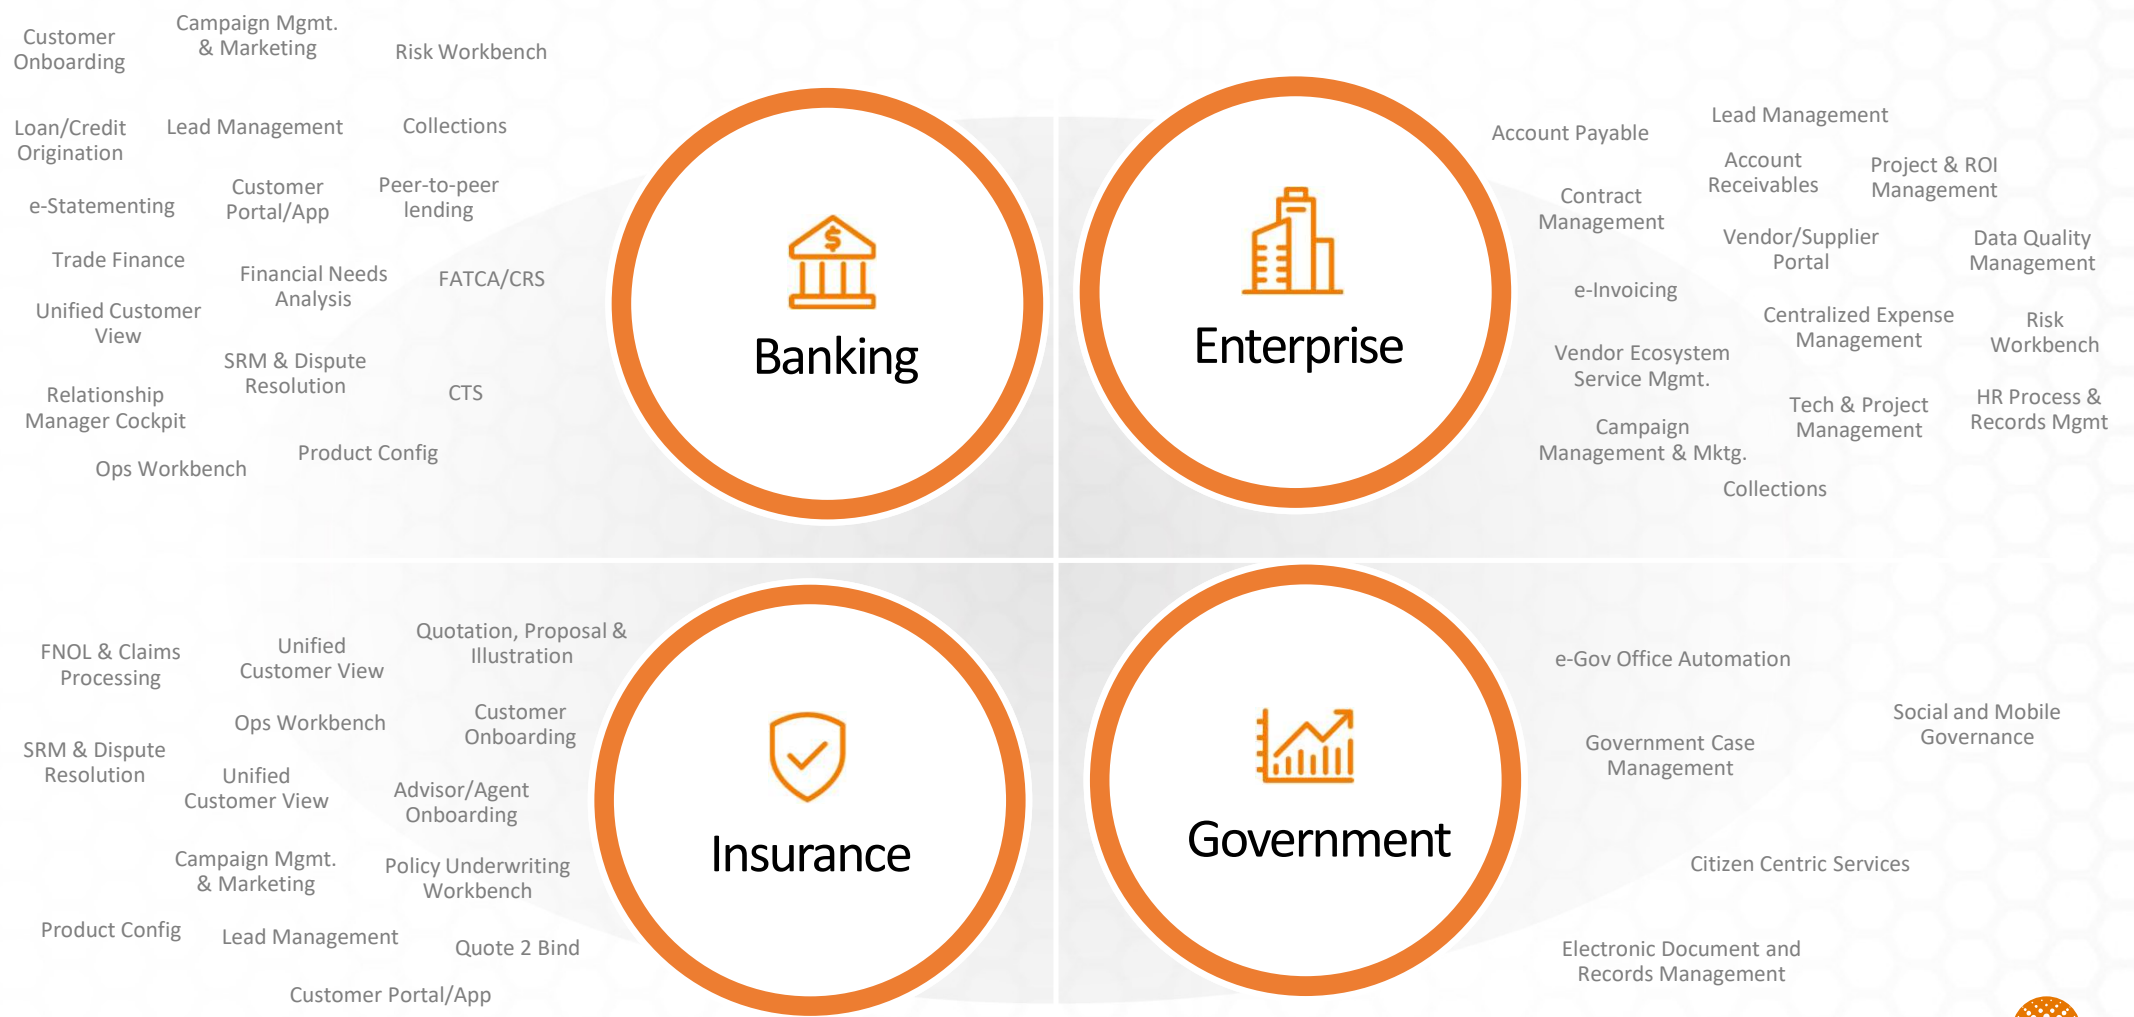 Customer
Onboarding
Campaign Mgmt.
& Marketing
Risk Workbench
Loan/Credit
Origination
Lead Management
Collections
e-Statementing
Customer
Portal/App
Peer-to-peer
lending
Trade Finance
Financial Needs
Analysis
FATCA/CRS
Unified Customer
View
SRM & Dispute
Resolution
CTS
Relationship
Manager Cockpit
Product Config
Ops Workbench
Banking
Enterprise
Account Payable
Lead Management
Account
Receivables
Project & ROI
Management
Contract
Management
Vendor/Supplier
Portal
Data Quality
Management
e-Invoicing
Centralized Expense
Management
Risk
Workbench
Vendor Ecosystem
Service Mgmt.
Tech & Project
Management
HR Process &
Records Mgmt
Campaign
Management & Mktg.
Collections
FNOL & Claims
Processing
Unified
Customer View
Quotation, Proposal &
Illustration
Ops Workbench
Customer
Onboarding
SRM & Dispute
Resolution
Unified
Customer View
Advisor/Agent
Onboarding
Campaign Mgmt.
& Marketing
Policy Underwriting
Workbench
Product Config
Lead Management
Quote 2 Bind
Customer Portal/App
Insurance
Government
e-Gov Office Automation
Social and Mobile
Governance
Government Case
Management
Citizen Centric Services
Electronic Document and
Records Management